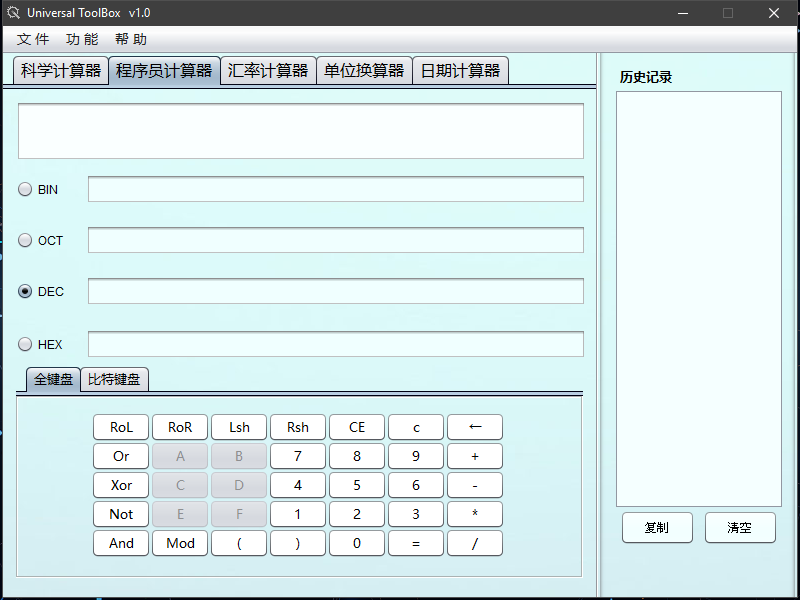 Universal ToolBox v1.0
文件 功能 帮助
科学计算器 程序员计算器 汇率计算器 单位换算器 日期计算器
历史记录
BIN
OCT
DEC
HEX
全键盘 比特键盘
RoL RoR Lsh Rsh CE c ←
Or A B 7 8 9 +
Xor C D 4 5 6 -
Not E F 1 2 3 *
And Mod ( ) 0 = /
复制 清空